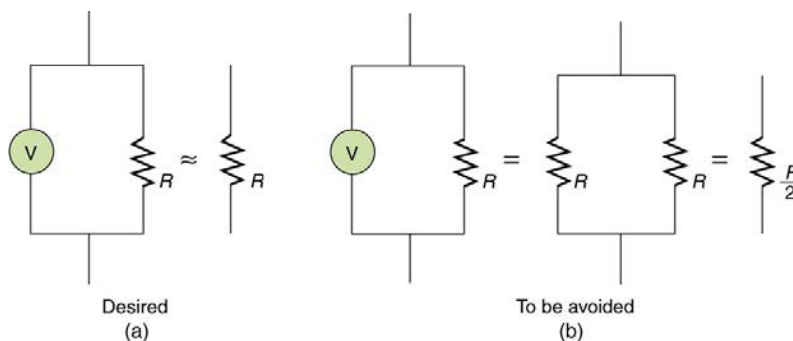 V
R
≈
R
V
R
=
R
R
=
2
Desired
(a)
To be avoided
(b)